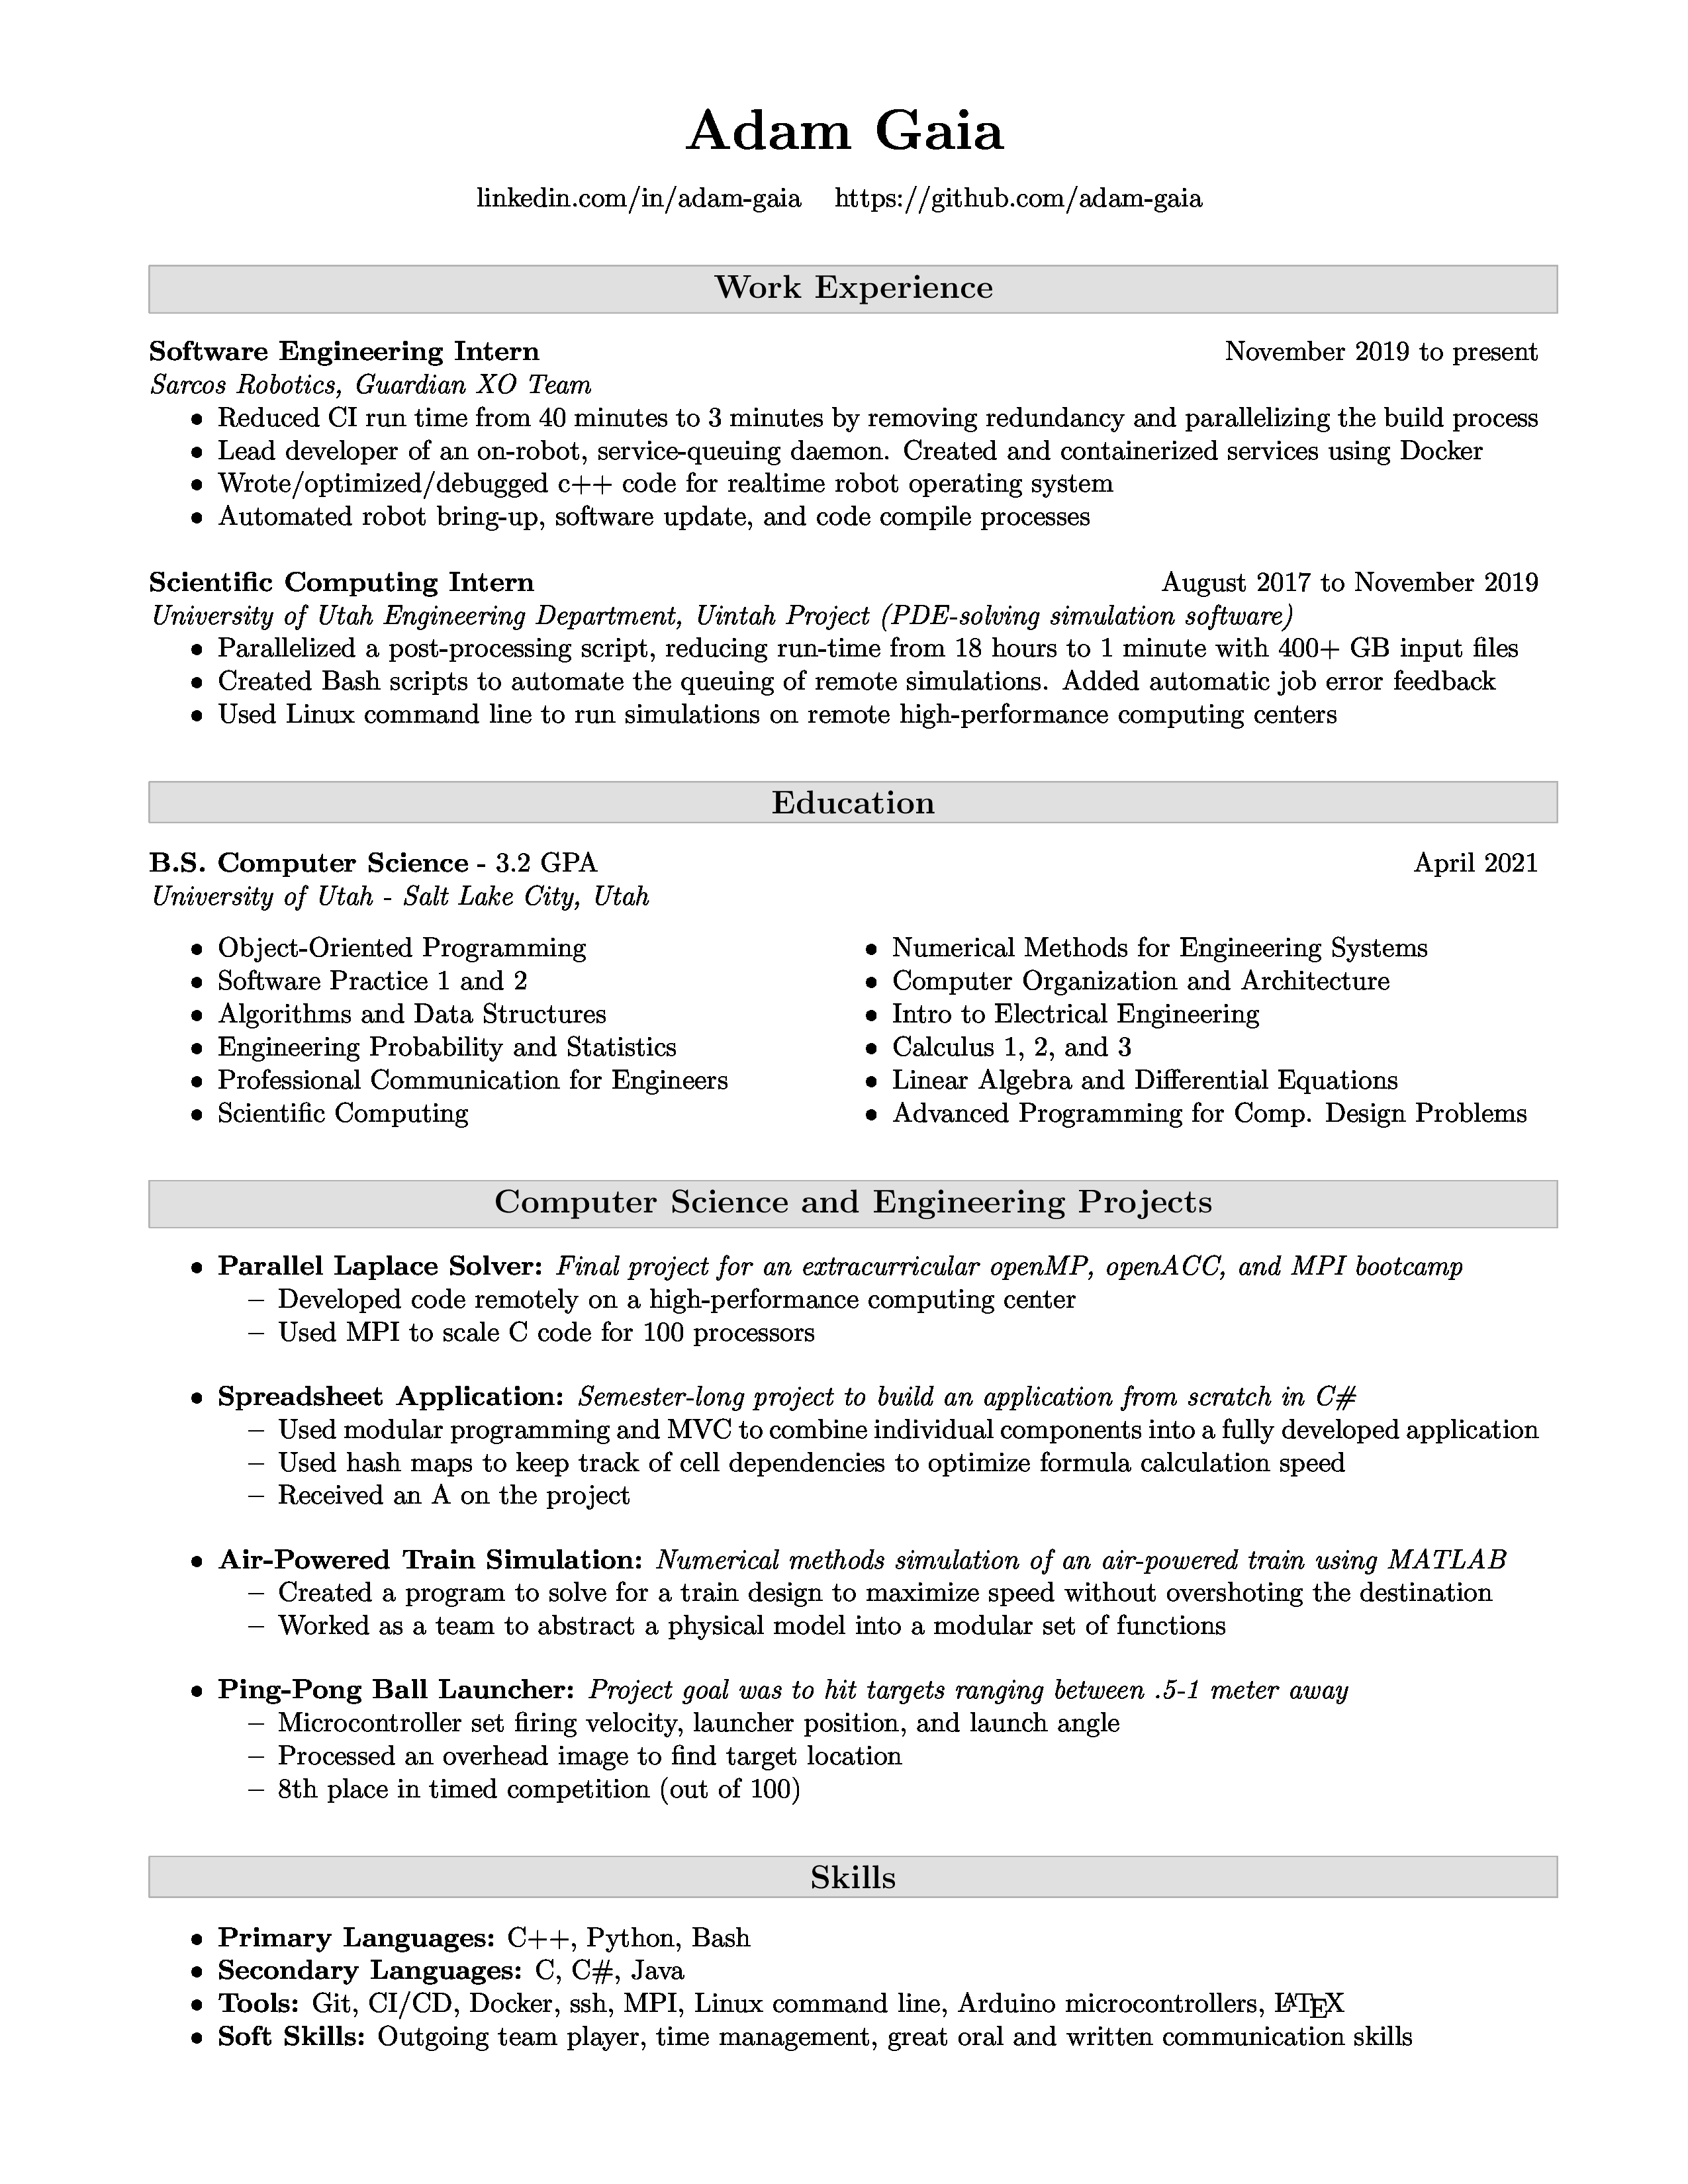 Adam Gaia
linkedin.com/in/adam-gaia https://github.com/adam-gaia
Work Experience
Software Engineering Intern November 2019 to present
Sarcos Robotics, Guardian XO Team
• Reduced CI run time from 40 minutes to 3 minutes by removing redundancy and parallelizing the build process
• Lead developer of an on-robot, service-queuing daemon. Created and containerized services using Docker
• Wrote/optimized/debugged c++ code for realtime robot operating system
• Automated robot bring-up, software update, and code compile processes
Scientific Computing Intern August 2017 to November 2019
University of Utah Engineering Department, Uintah Project (PDE-solving simulation software)
• Parallelized a post-processing script, reducing run-time from 18 hours to 1 minute with 400+ GB input files
• Created Bash scripts to automate the queuing of remote simulations. Added automatic job error feedback
• Used Linux command line to run simulations on remote high-performance computing centers
Education
B.S. Computer Science - 3.2 GPA April 2021
University of Utah - Salt Lake City, Utah
• Object-Oriented Programming
• Software Practice 1 and 2
• Algorithms and Data Structures
• Engineering Probability and Statistics
• Professional Communication for Engineers
• Scientific Computing
• Numerical Methods for Engineering Systems
• Computer Organization and Architecture
• Intro to Electrical Engineering
• Calculus 1, 2, and 3
• Linear Algebra and Differential Equations
• Advanced Programming for Comp. Design Problems
Computer Science and Engineering Projects
• Parallel Laplace Solver: Final project for an extracurricular openMP, openACC, and MPI bootcamp
– Developed code remotely on a high-performance computing center
– Used MPI to scale C code for 100 processors
• Spreadsheet Application: Semester-long project to build an application from scratch in C#
– Used modular programming and MVC to combine individual components into a fully developed application
– Used hash maps to keep track of cell dependencies to optimize formula calculation speed
– Received an A on the project
• Air-Powered Train Simulation: Numerical methods simulation of an air-powered train using MATLAB
– Created a program to solve for a train design to maximize speed without overshoting the destination
– Worked as a team to abstract a physical model into a modular set of functions
• Ping-Pong Ball Launcher: Project goal was to hit targets ranging between .5-1 meter away
– Microcontroller set firing velocity, launcher position, and launch angle
– Processed an overhead image to find target location
– 8th place in timed competition (out of 100)
Skills
• Primary Languages: C++, Python, Bash
• Secondary Languages: C, C#, Java
• Tools: Git, CI/CD, Docker, ssh, MPI, Linux command line, Arduino microcontrollers, LATEX
• Soft Skills: Outgoing team player, time management, great oral and written communication skills